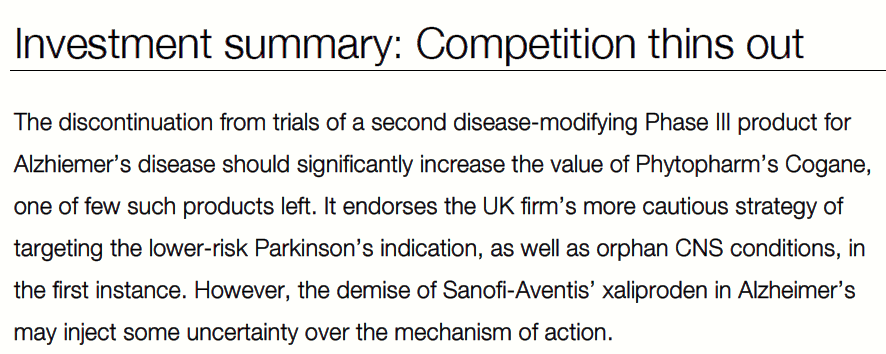 Investment summary: Competition thins out
The discontinuation from trials of a second disease-modifying Phase III product for
Alzhiemer’s disease should significantly increase the value of Phytopharm’s Cogane,
one of few such products left. It endorses the UK firm’s more cautious strategy of
targeting the lower-risk Parkinson’s indication, as well as orphan CNS conditions, in
the first instance. However, the demise of Sanofi-Aventis’ xaliproden in Alzheimer’s
may inject some uncertainty over the mechanism of action.